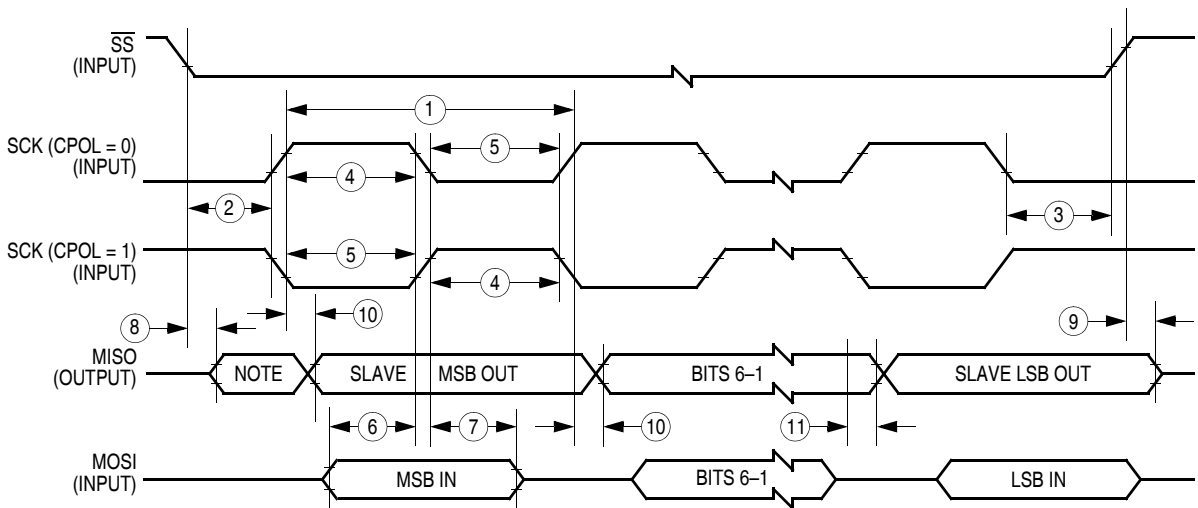 SS
(INPUT)
1
SCK (CPOL = 0)
(INPUT)
5
4
2
3
SCK (CPOL = 1)
(INPUT)
5
4
8
10
9
MISO
(OUTPUT)
NOTE
SLAVE MSB OUT
BITS 6–1
SLAVE LSB OUT
6
7
10
11
MOSI
(INPUT)
MSB IN
BITS 6–1
LSB IN